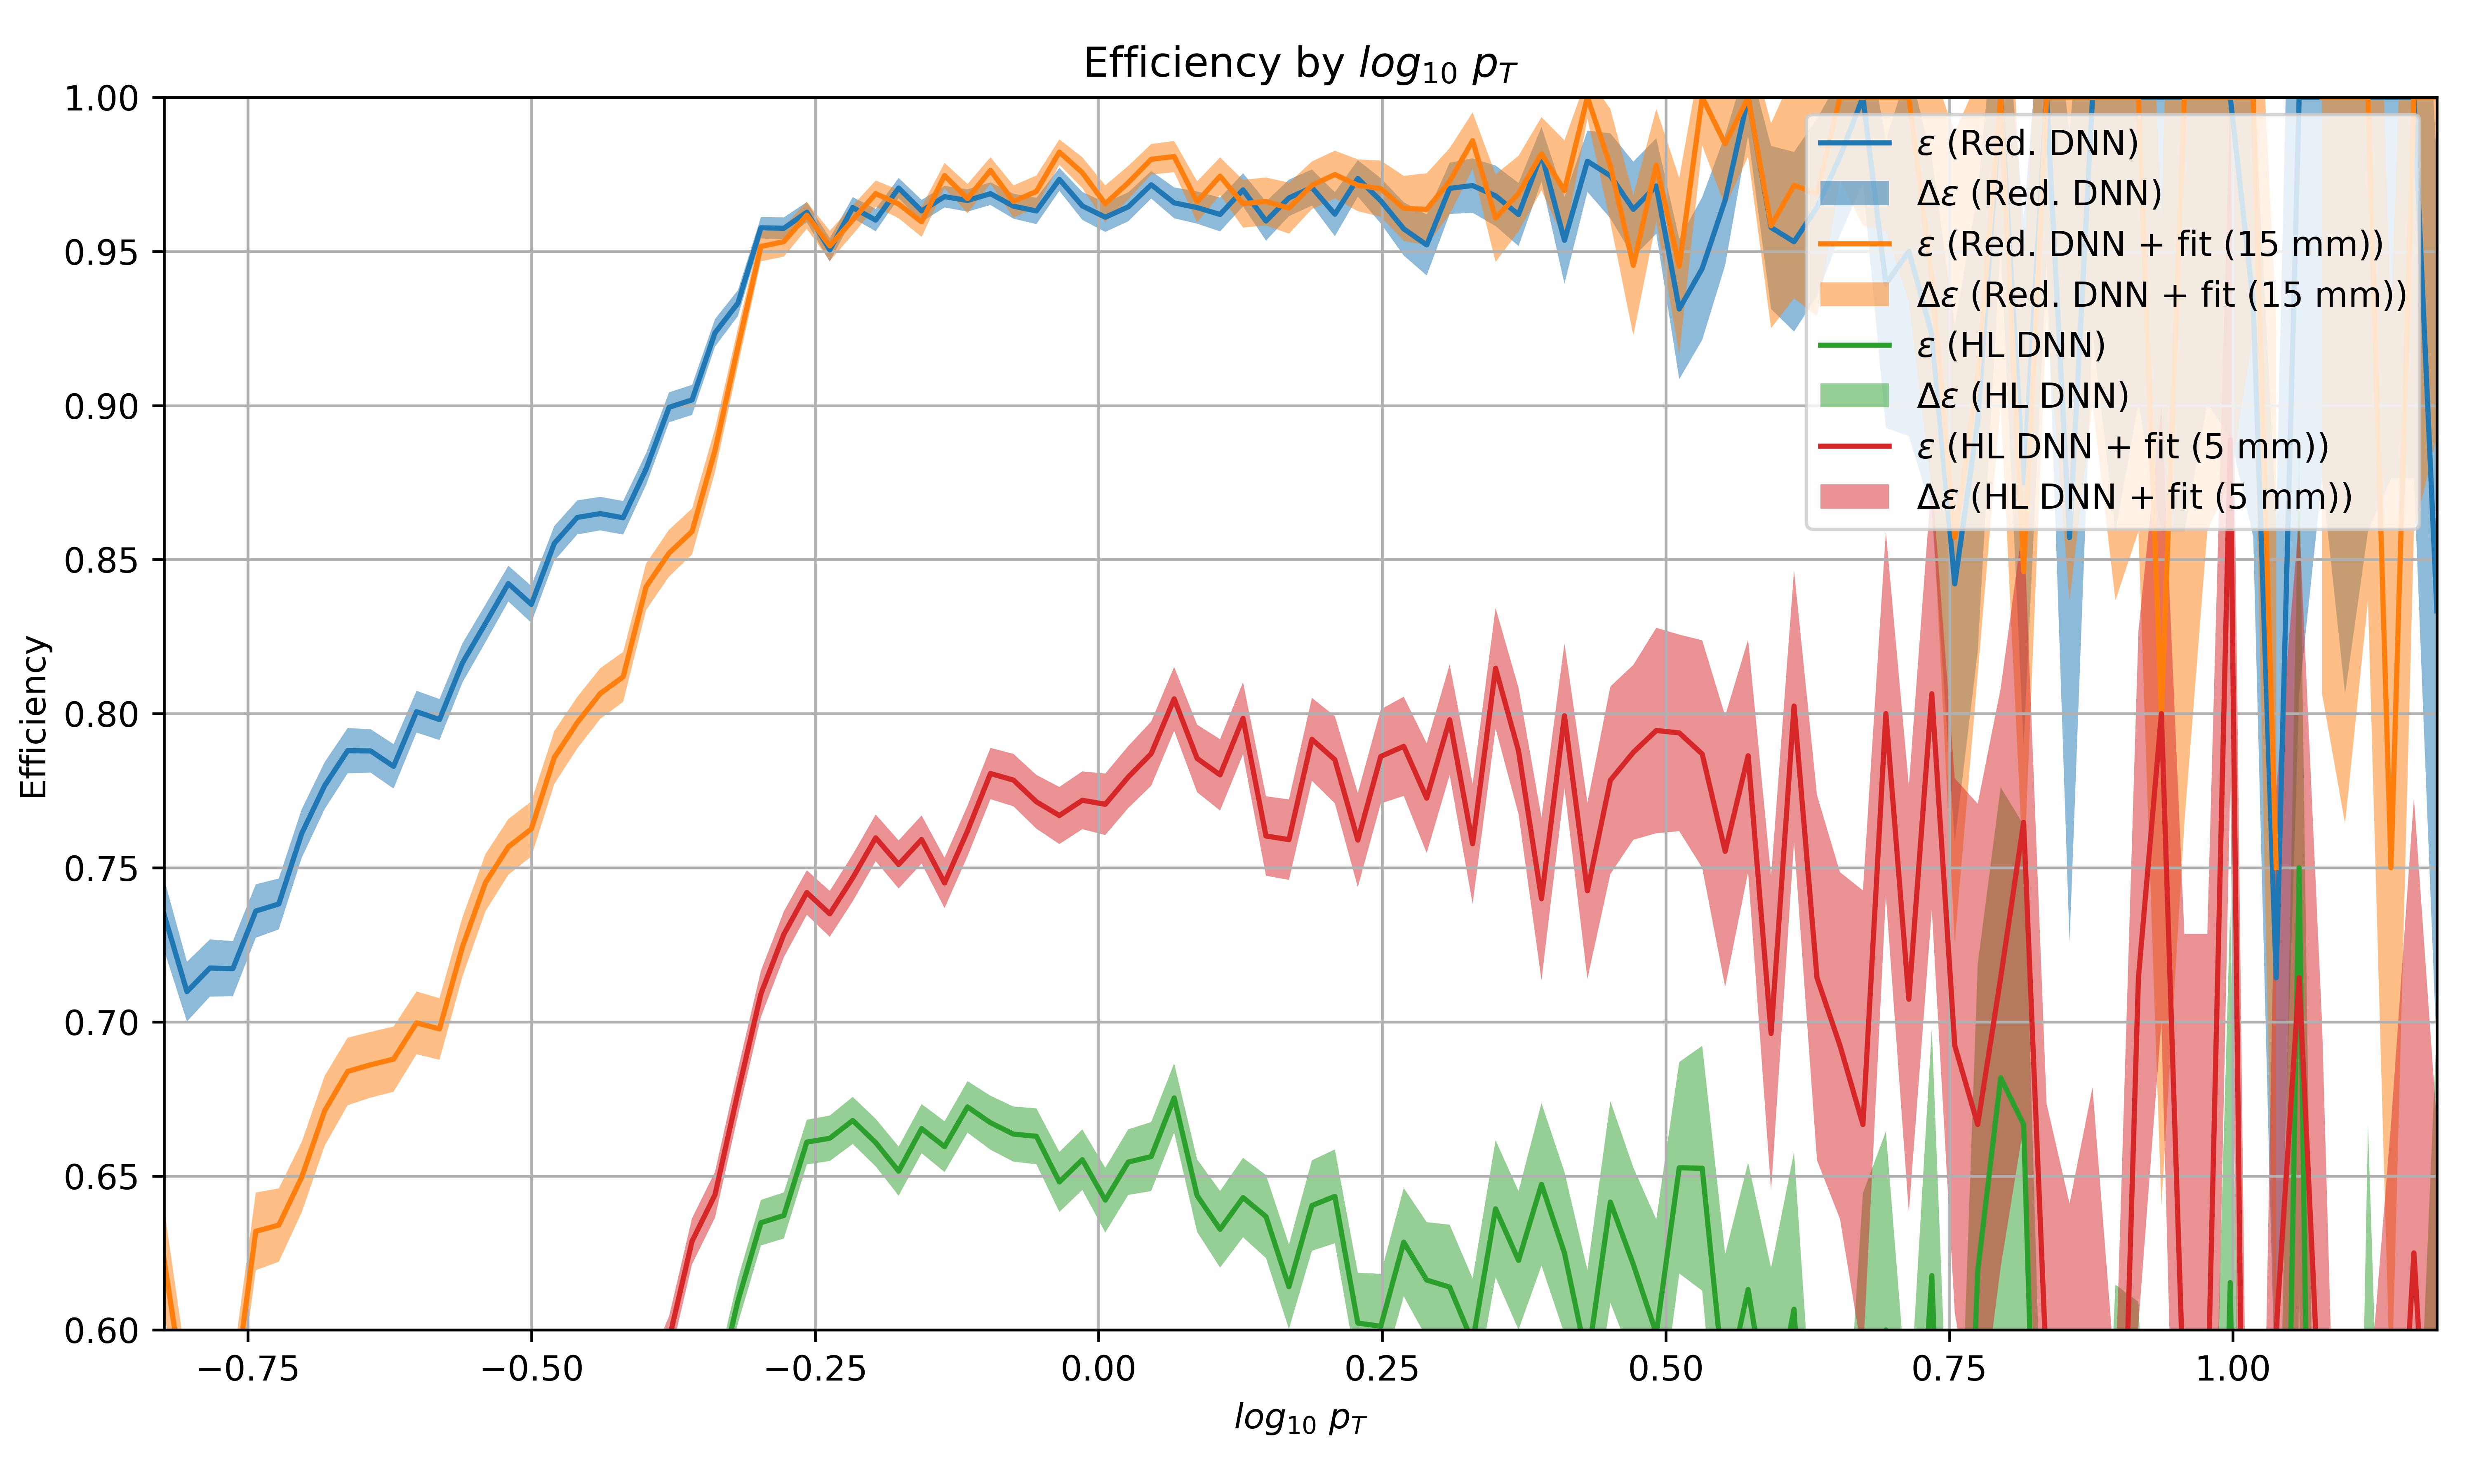 Efficiency by log₁₀ p_T
1.00
0.95
0.90
0.85
0.80
0.75
0.70
0.65
0.60
Efficiency
ε (Red. DNN)
Δε (Red. DNN)
ε (Red. DNN + fit (15 mm))
Δε (Red. DNN + fit (15 mm))
ε (HL DNN)
Δε (HL DNN)
ε (HL DNN + fit (5 mm))
Δε (HL DNN + fit (5 mm))
−0.75 −0.50 −0.25 0.00 0.25 0.50 0.75 1.00
log₁₀ p_T